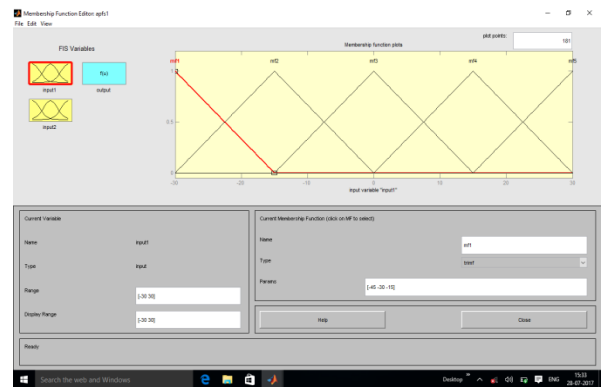 Membership Function Editor: apfs1
File Edit View
FIS Variables
f(u)
input1
output
input2
plot points:
181
Membership function plots
mf1 mf2 mf3 mf4 mf5
1
0.5
0
-30 -20 -10 0 10 20 30
input variable "input1"
Current Variable
Name
input1
Type
input
Range
[-30 30]
Display Range
[-30 30]
Current Membership Function (click on MF to select)
Name
mf1
Type
trimf
Params
[-45 -30 -15]
Help
Close
Ready
Search the web and Windows
Desktop
ENG
15:33
28-07-2017